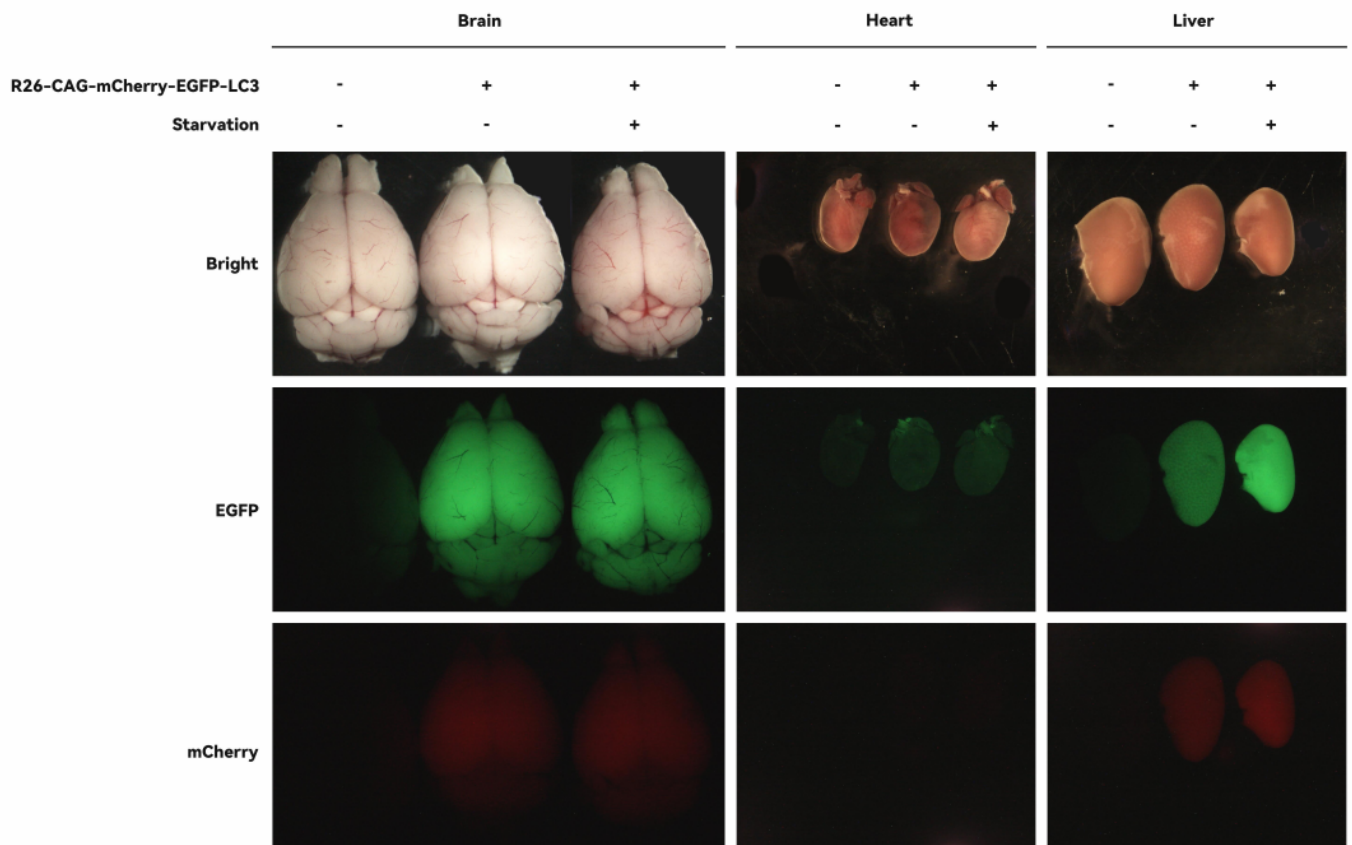 Brain Heart Liver
R26-CAG-mCherry-EGFP-LC3 - + + - + + - + +
Starvation - - + - - + - - +
Bright
EGFP
mCherry